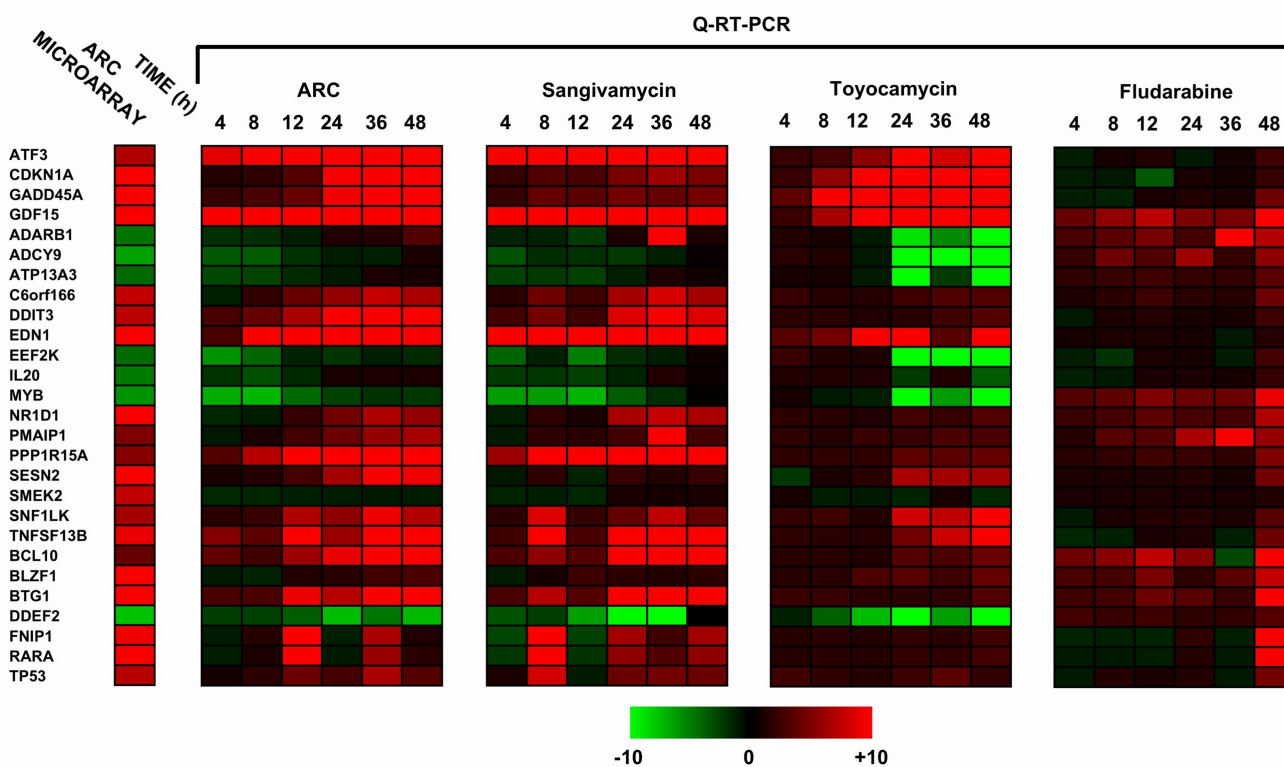 Q-RT-PCR
ARC
MICROARRAY
TIME (h)
ARC
Sangivamycin
Toyocamycin
Fludarabine
4 8 12 24 36 48
4 8 12 24 36 48
4 8 12 24 36 48
4 8 12 24 36 48
ATF3
CDKN1A
GADD45A
GDF15
ADARB1
ADCY9
ATP13A3
C6orf166
DDIT3
EDN1
EEF2K
IL20
MYB
NR1D1
PMAIP1
PPP1R15A
SESN2
SMEK2
SNF1LK
TNFSF13B
BCL10
BLZF1
BTG1
DDEF2
FNIP1
RARA
TP53
-10 0 +10